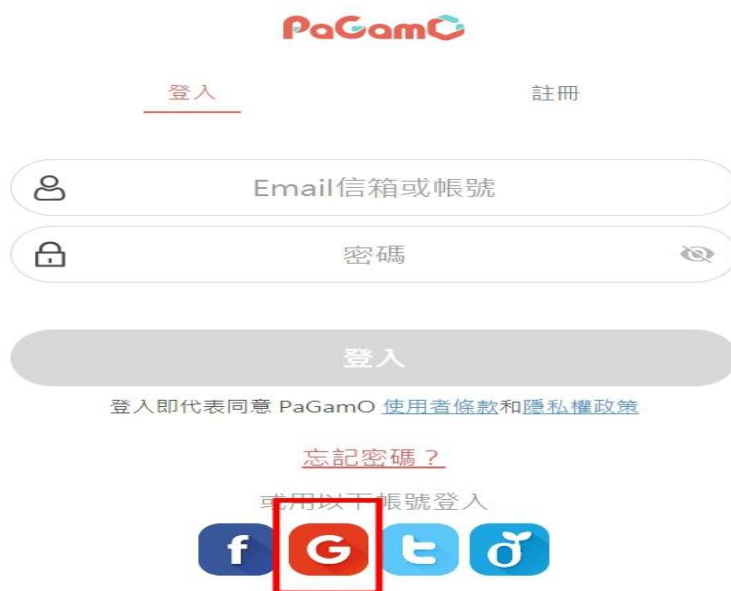 PaGamO
登入 註冊
Email信箱或帳號
密碼
登入
登入即代表同意 PaGamO 使用者條款和隱私權政策
忘記密碼？
或用以下帳號登入
f G t